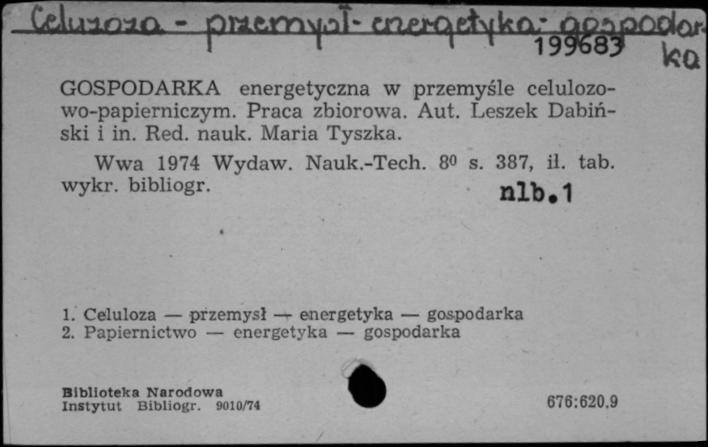 Celuloza - przemysł - energetyka - gospodar-
ka
199683
GOSPODARKA energetyczna w przemyśle celulozo-
wo-papierniczym. Praca zbiorowa. Aut. Leszek Dabiń-
ski i in. Red. nauk. Maria Tyszka.
Wwa 1974 Wydaw. Nauk.-Tech. 8⁰ s. 387, il. tab.
wykr. bibliogr.
nlb.1
1. Celuloza — przemysł — energetyka — gospodarka
2. Papiernictwo — energetyka — gospodarka
Biblioteka Narodowa
Instytut Bibliogr. 9010/74
676:620.9